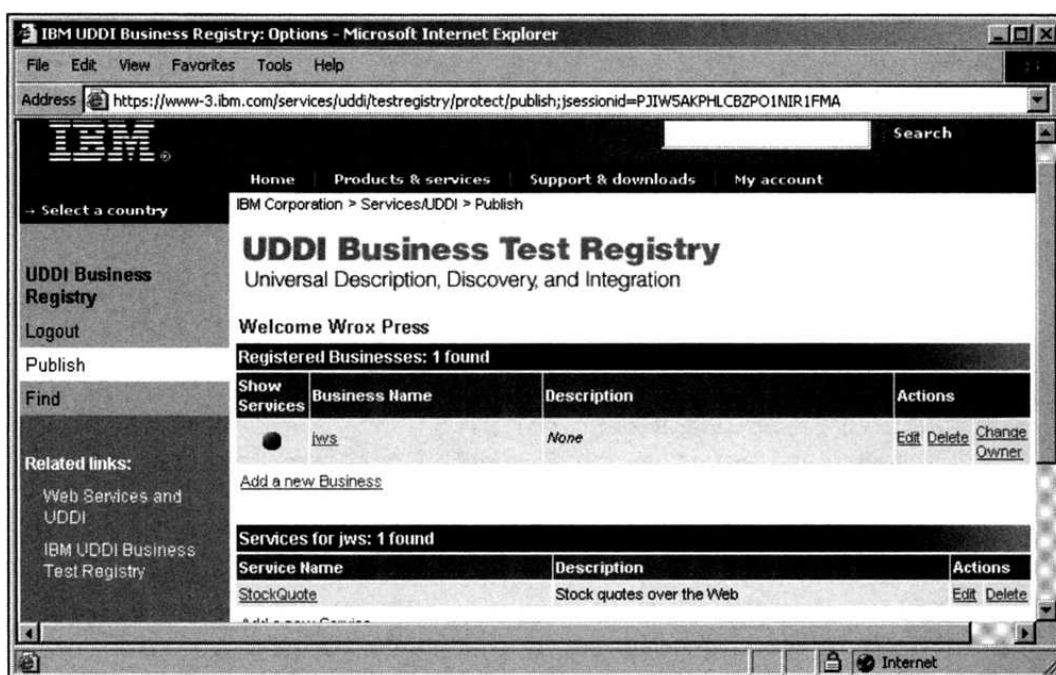 IBM UDDI Business Registry: Options - Microsoft Internet Explorer
File Edit View Favorites Tools Help
Address https://www-3.ibm.com/services/uddi/testregistry/protect/publish;jsessionid=PJIW5AKPHLCBZPO1NIR1FMA
IBM®
Search
Home Products & services Support & downloads My account
→ Select a country
IBM Corporation > Services/UDDI > Publish
UDDI Business Test Registry
Universal Description, Discovery, and Integration
UDDI Business
Registry
Logout
Publish
Find
Related links:
Web Services and
UDDI
IBM UDDI Business
Test Registry
Welcome Wrox Press
Registered Businesses: 1 found
Show
Services Business Name Description Actions
jws None Edit Delete Change
Owner
Add a new Business
Services for jws: 1 found
Service Name Description Actions
StockQuote Stock quotes over the Web Edit Delete
Internet